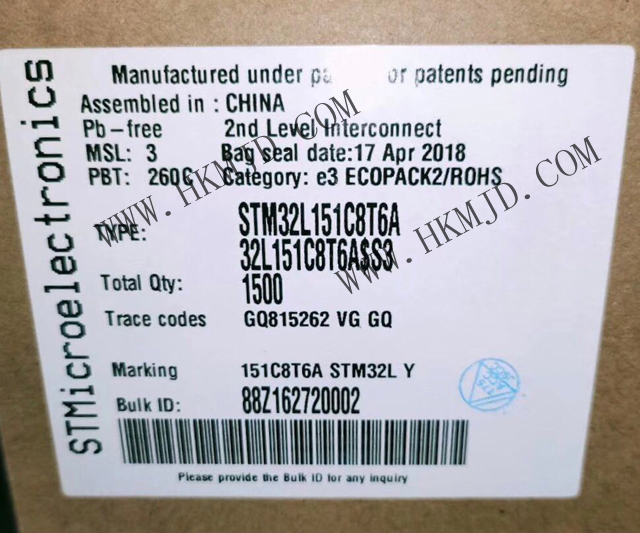 STMicroelectronics
Manufactured under or patents pending
Assembled in : CHINA
Pb-free 2nd Level Interconnect
MSL: 3 Bag seal date:17 Apr 2018
PBT: 260C Category: e3 ECOPACK2/ROHS
TYPE: STM32L151C8T6A
32L151C8T6A$S3
Total Qty: 1500
Trace codes GQ815262 VG GQ
Marking 151C8T6A STM32L Y
Bulk ID: 88Z162720002
Please provide the Bulk ID for any inquiry
WWW.HKMJD.COM
WWW.HKMJD.COM